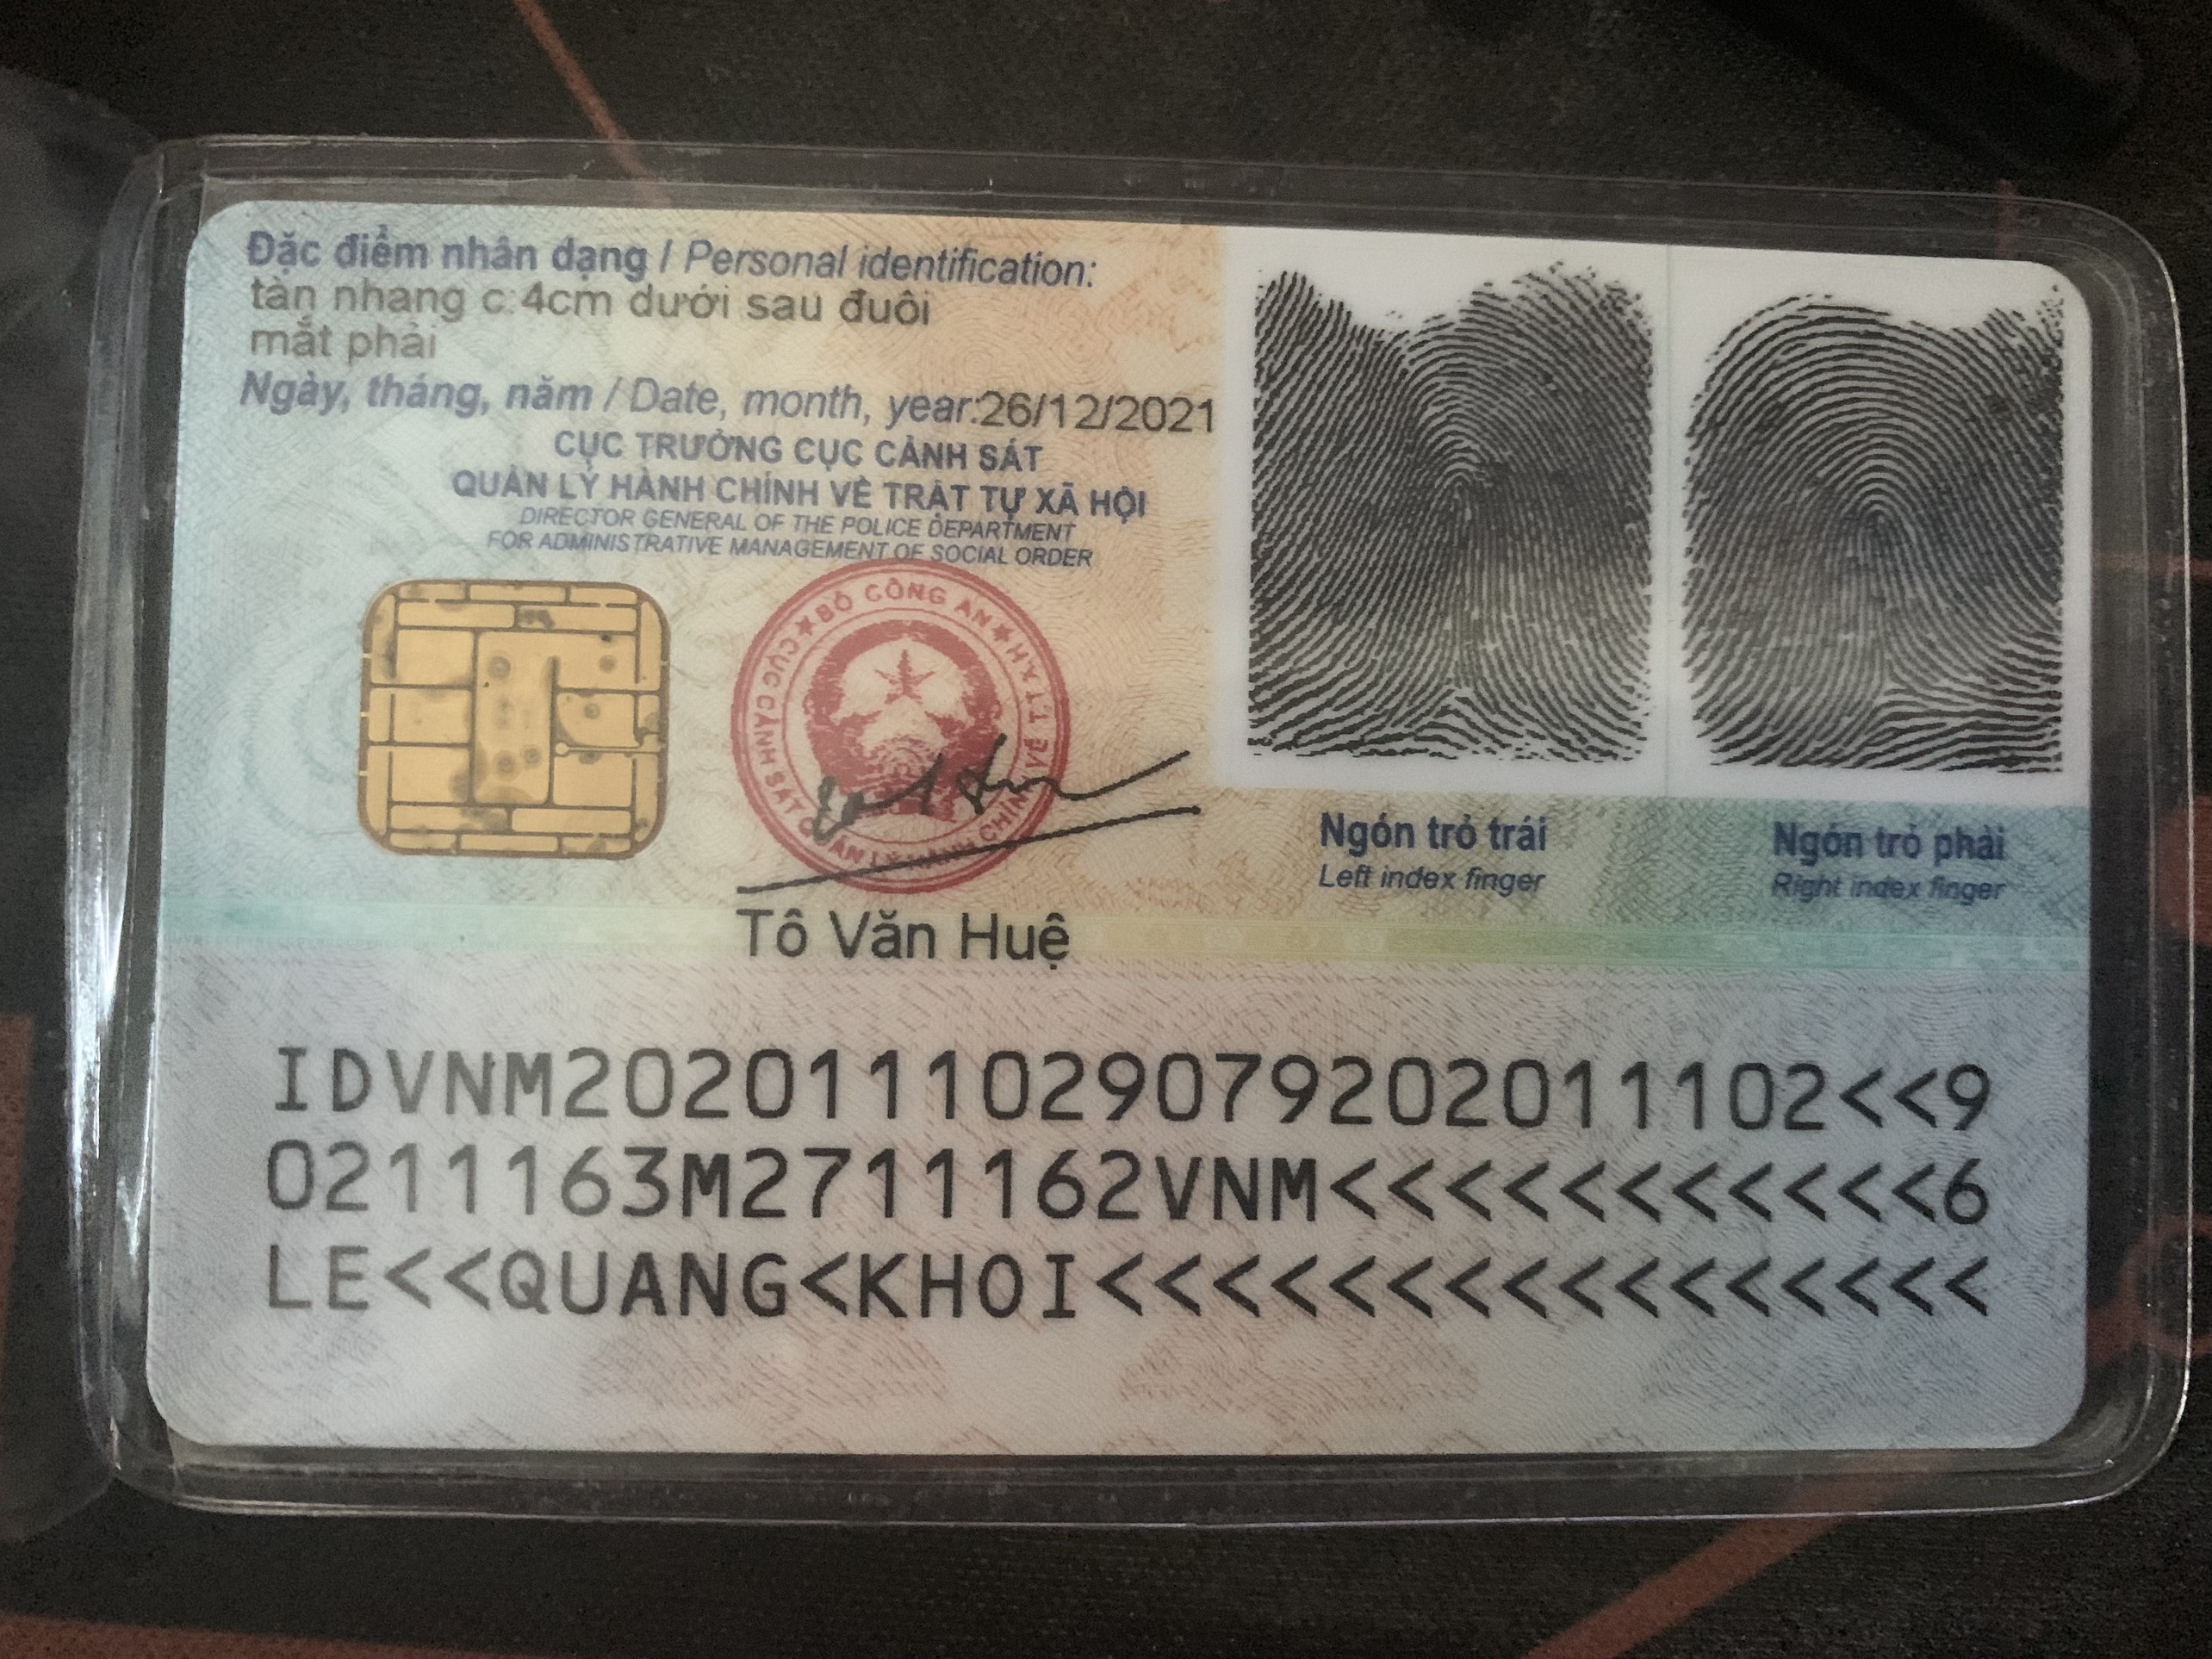 Đặc điểm nhân dạng / Personal identification:
tàn nhang c:4cm dưới sau đuôi
mắt phải
Ngày, tháng, năm / Date, month, year:26/12/2021
CỤC TRƯỞNG CỤC CẢNH SÁT
QUẢN LÝ HÀNH CHÍNH VỀ TRẬT TỰ XÃ HỘI
DIRECTOR GENERAL OF THE POLICE DEPARTMENT
FOR ADMINISTRATIVE MANAGEMENT OF SOCIAL ORDER
BỘ CÔNG AN
CỤC CẢNH SÁT QUẢN LÝ HÀNH CHÍNH VỀ TTXH
Tô Văn Huệ
Ngón trỏ trái
Left index finger
Ngón trỏ phải
Right index finger
IDVNM2020111029079202011102<<9
0211163M2711162VNM<<<<<<<<<<<6
LE<<QUANG<KHOI<<<<<<<<<<<<<<<<